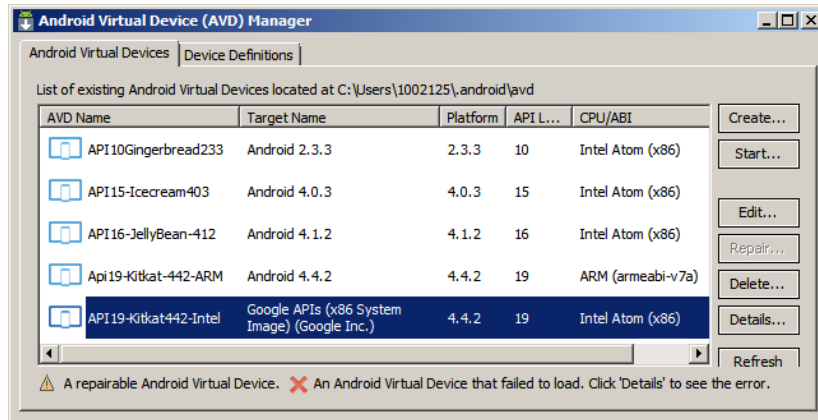 Android Virtual Device (AVD) Manager
Android Virtual Devices Device Definitions
List of existing Android Virtual Devices located at C:\Users\1002125\.android\avd
AVD Name Target Name Platform API L... CPU/ABI
API10Gingerbread233 Android 2.3.3 2.3.3 10 Intel Atom (x86)
API15-Icecream403 Android 4.0.3 4.0.3 15 Intel Atom (x86)
API16-JellyBean-412 Android 4.1.2 4.1.2 16 Intel Atom (x86)
Api19-Kitkat-442-ARM Android 4.4.2 4.4.2 19 ARM (armeabi-v7a)
API19-Kitkat442-Intel Google APIs (x86 System Image) (Google Inc.) 4.4.2 19 Intel Atom (x86)
Create...
Start...
Edit...
Repair...
Delete...
Details...
Refresh
A repairable Android Virtual Device. An Android Virtual Device that failed to load. Click 'Details' to see the error.